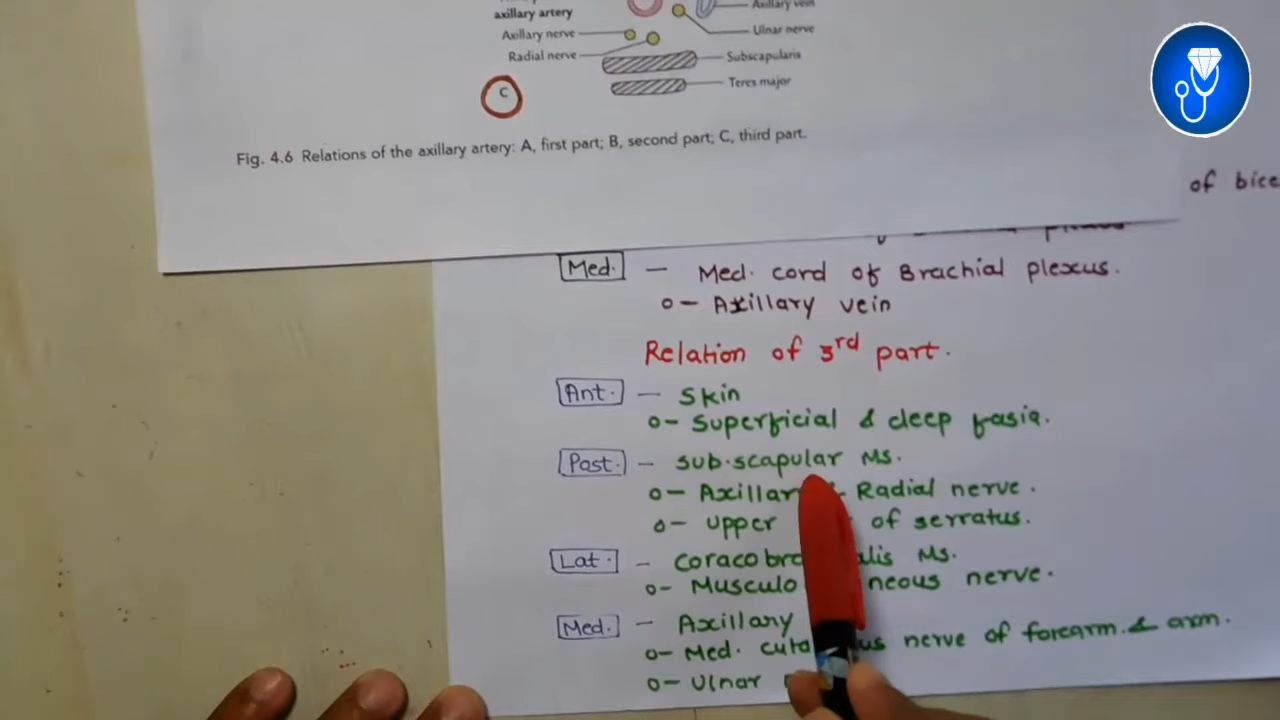 axillary artery
Axillary vein
Axillary nerve
Ulnar nerve
Radial nerve
Subscapularis
Teres major
C
Fig. 4.6 Relations of the axillary artery: A, first part; B, second part; C, third part.
of bice
Med. — Med. cord of Brachial plexus.
o — Axillary vein
Relation of 3rd part.
Ant. — Skin
o — Superficial & deep fasia.
Post. — Sub.scapular Ms.
o — Axillar Radial nerve.
o — upper of serratus.
Lat. — Coracobra alis Ms.
o — Musculo neous nerve.
Med. — Axillary
o — Med. cuta us nerve of forearm & arm.
o — Ulnar